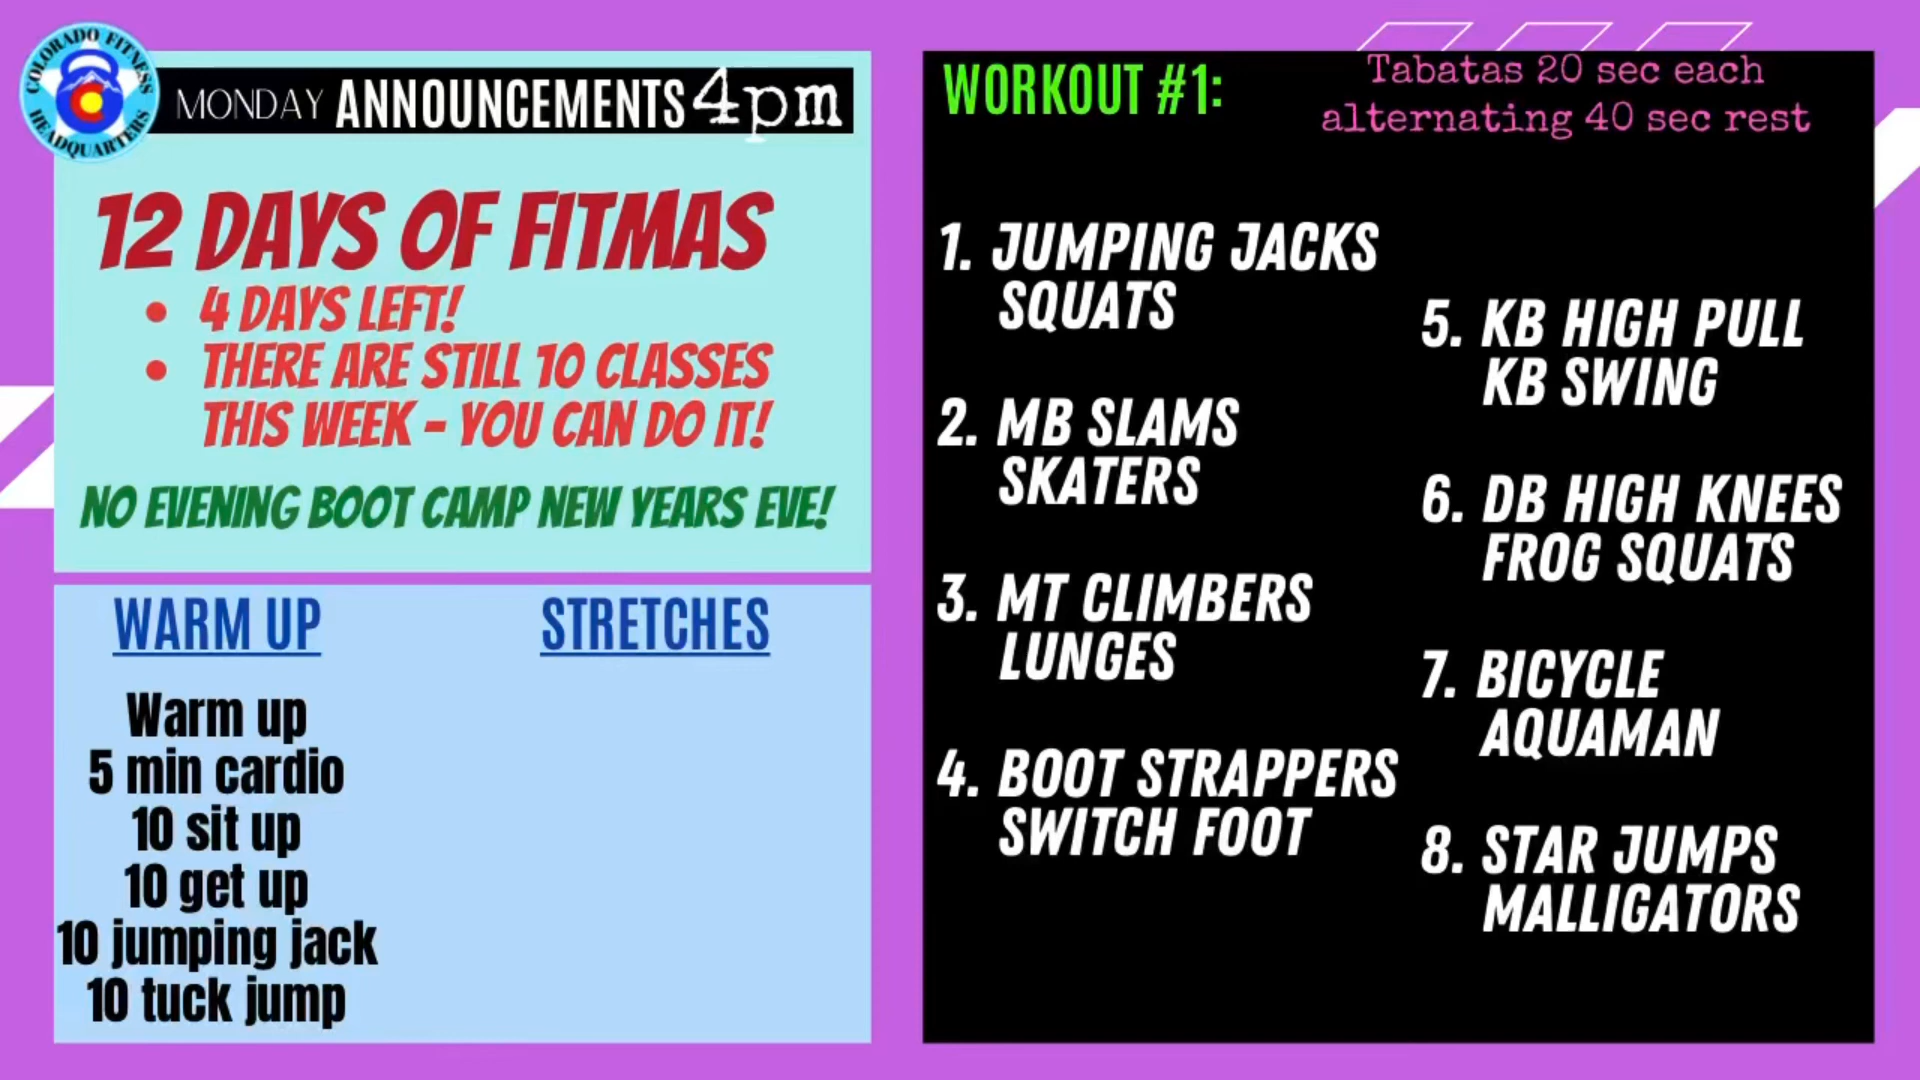 COLORADO FITNESS
HEADQUARTERS
MONDAY ANNOUNCEMENTS 4pm
12 DAYS OF FITMAS
• 4 DAYS LEFT!
• THERE ARE STILL 10 CLASSES
THIS WEEK - YOU CAN DO IT!
NO EVENING BOOT CAMP NEW YEARS EVE!
WARM UP
Warm up
5 min cardio
10 sit up
10 get up
10 jumping jack
10 tuck jump
STRETCHES
WORKOUT #1:
Tabatas 20 sec each
alternating 40 sec rest
1. JUMPING JACKS
SQUATS
2. MB SLAMS
SKATERS
3. MT CLIMBERS
LUNGES
4. BOOT STRAPPERS
SWITCH FOOT
5. KB HIGH PULL
KB SWING
6. DB HIGH KNEES
FROG SQUATS
7. BICYCLE
AQUAMAN
8. STAR JUMPS
MALLIGATORS